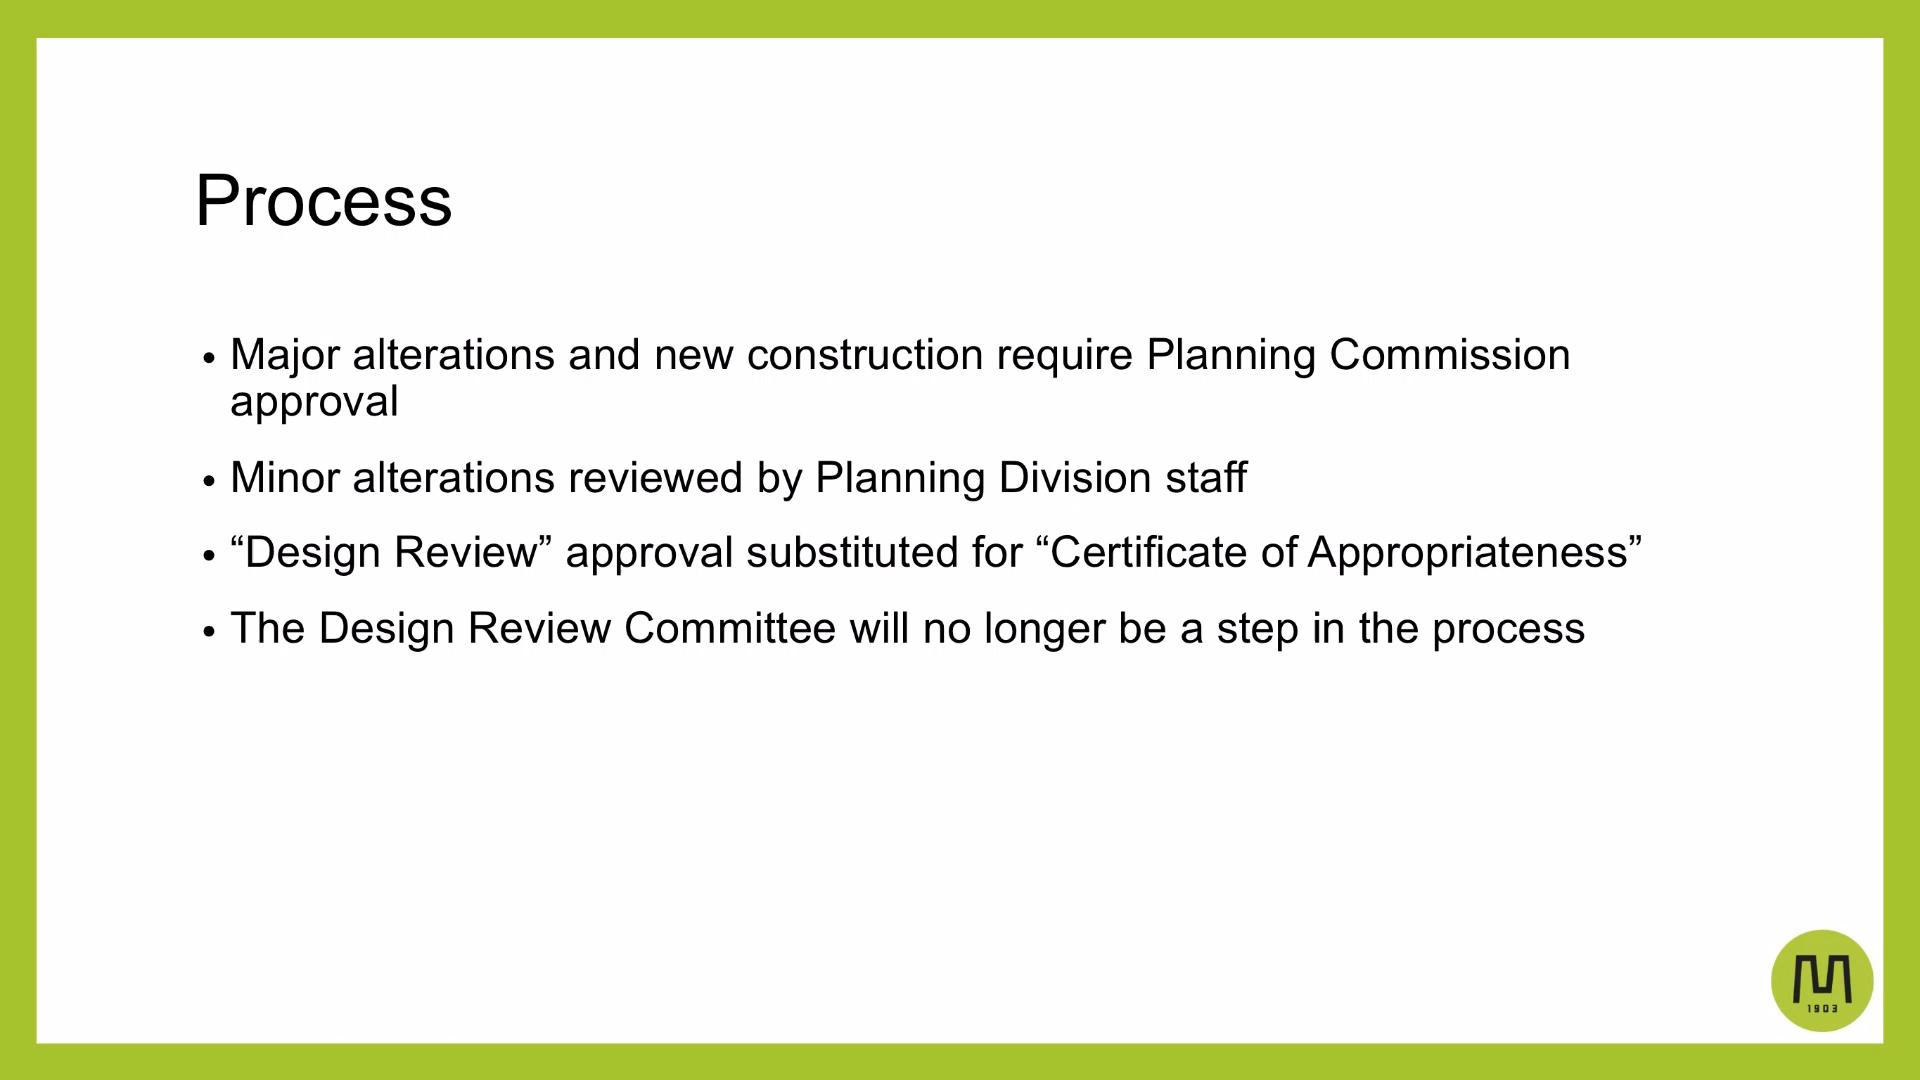 Process
• Major alterations and new construction require Planning Commission
approval
• Minor alterations reviewed by Planning Division staff
• “Design Review” approval substituted for “Certificate of Appropriateness”
• The Design Review Committee will no longer be a step in the process
M
1903